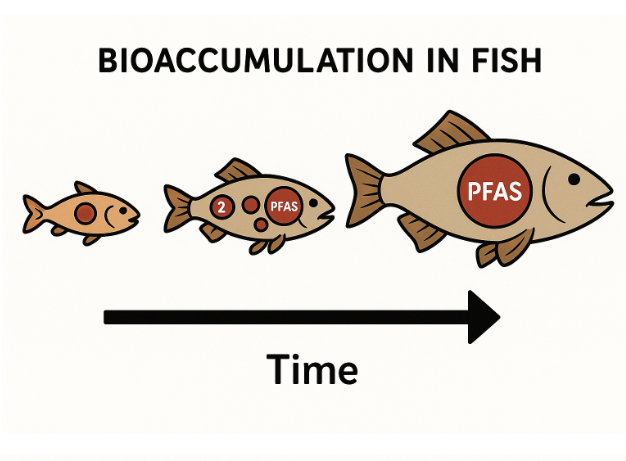 BIOACCUMULATION IN FISH
2
PFAS
PFAS
Time